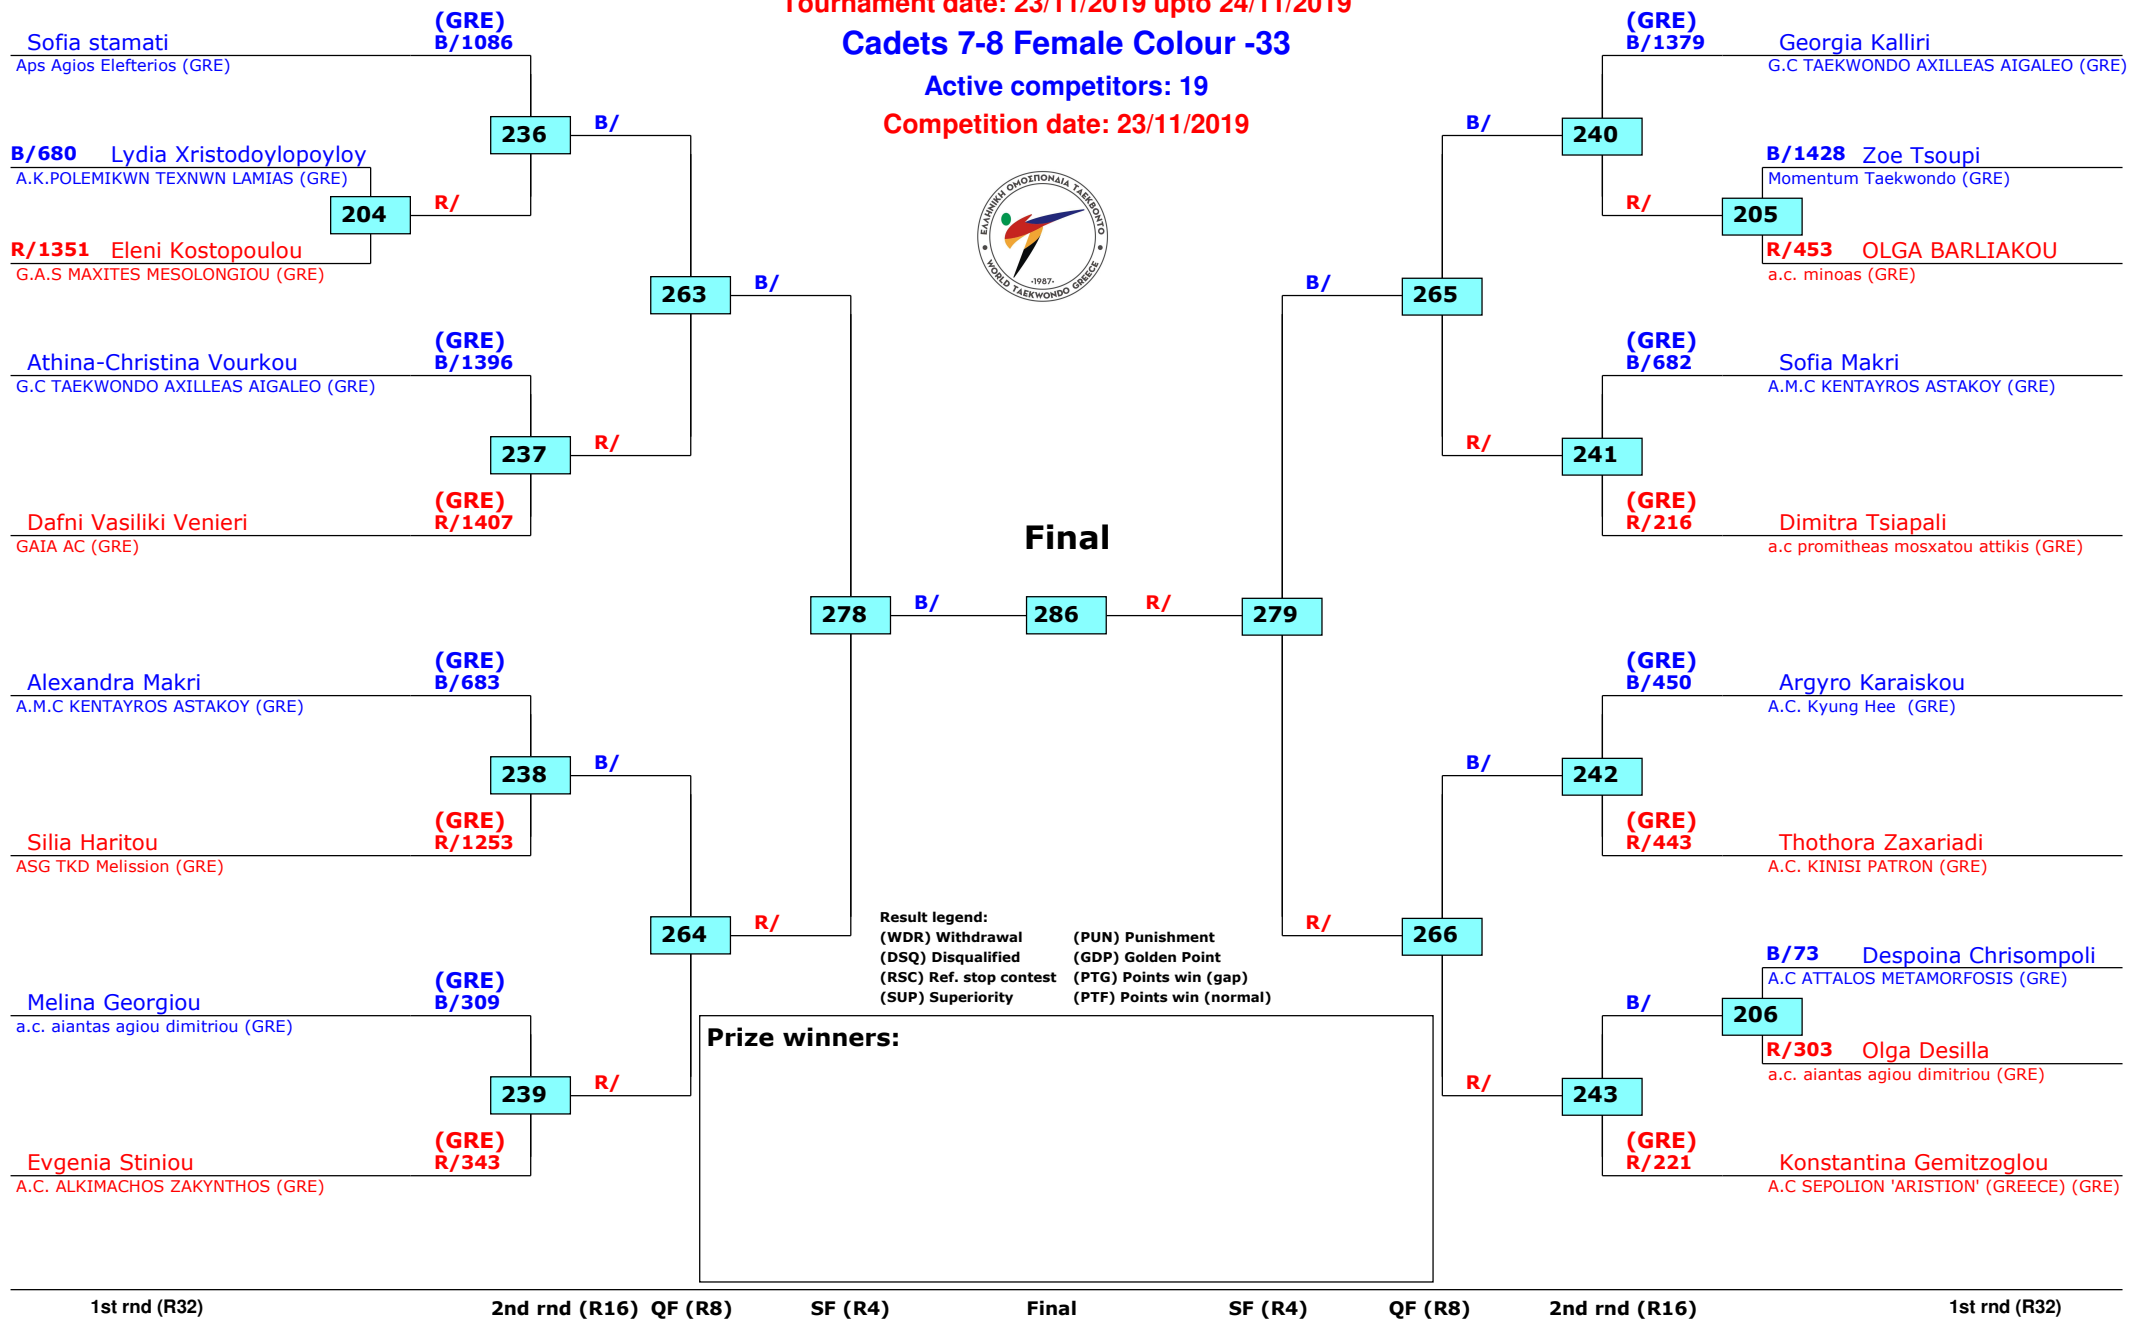 Tournament date: 23/11/2019 upto 24/11/2019
Cadets 7-8 Female Colour -33
Active competitors: 19
Competition date: 23/11/2019
ΕΛΛΗΝΙΚΗ ΟΜΟΣΠΟΝΔΙΑ ΤΑΕΚΒΟΝΤΟ
·1987·
WORLD TAEKWONDO GREECE
(GRE)
Sofia stamati B/1086
Aps Agios Elefterios (GRE)
236 B/
B/680 Lydia Xristodoylopoyloy
A.K.POLEMIKWN TEXNWN LAMIAS (GRE)
204 R/
R/1351 Eleni Kostopoulou
G.A.S MAXITES MESOLONGIOU (GRE)
263 B/
(GRE)
Athina-Christina Vourkou B/1396
G.C TAEKWONDO AXILLEAS AIGALEO (GRE)
237 R/
(GRE)
Dafni Vasiliki Venieri R/1407
GAIA AC (GRE)
278 B/
(GRE)
Alexandra Makri B/683
A.M.C KENTAYROS ASTAKOY (GRE)
238 B/
(GRE)
Silia Haritou R/1253
ASG TKD Melission (GRE)
264 R/
(GRE)
Melina Georgiou B/309
a.c. aiantas agiou dimitriou (GRE)
239 R/
(GRE)
Evgenia Stiniou R/343
A.C. ALKIMACHOS ZAKYNTHOS (GRE)
Final
286
(GRE)
B/1379 Georgia Kalliri
G.C TAEKWONDO AXILLEAS AIGALEO (GRE)
B/ 240
B/1428 Zoe Tsoupi
Momentum Taekwondo (GRE)
R/ 205
R/453 OLGA BARLIAKOU
a.c. minoas (GRE)
B/ 265
(GRE)
B/682 Sofia Makri
A.M.C KENTAYROS ASTAKOY (GRE)
R/ 241
(GRE)
R/216 Dimitra Tsiapali
a.c promitheas mosxatou attikis (GRE)
R/ 279
(GRE)
B/450 Argyro Karaiskou
A.C. Kyung Hee (GRE)
B/ 242
(GRE)
R/443 Thothora Zaxariadi
A.C. KINISI PATRON (GRE)
R/ 266
B/73 Despoina Chrisompoli
A.C ATTALOS METAMORFOSIS (GRE)
B/ 206
R/303 Olga Desilla
a.c. aiantas agiou dimitriou (GRE)
R/ 243
(GRE)
R/221 Konstantina Gemitzoglou
A.C SEPOLION 'ARISTION' (GREECE) (GRE)
Result legend:
(WDR) Withdrawal (PUN) Punishment
(DSQ) Disqualified (GDP) Golden Point
(RSC) Ref. stop contest (PTG) Points win (gap)
(SUP) Superiority (PTF) Points win (normal)
Prize winners:
1st rnd (R32) 2nd rnd (R16) QF (R8) SF (R4) Final SF (R4) QF (R8) 2nd rnd (R16) 1st rnd (R32)